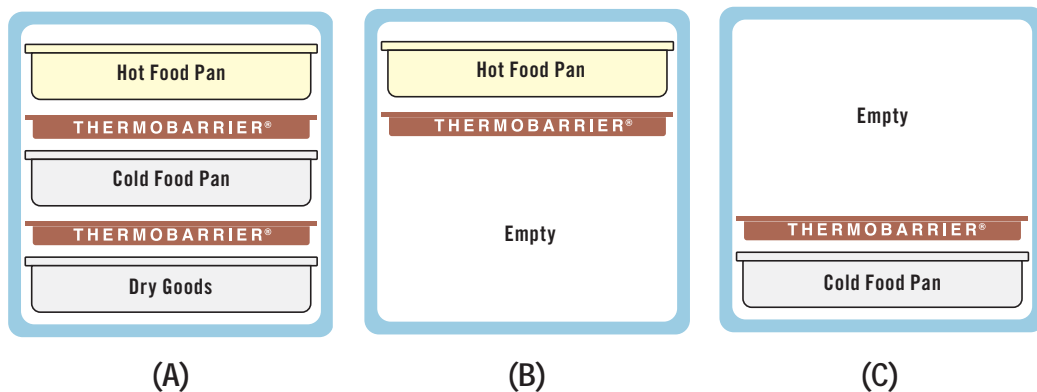 Hot Food Pan
THERMOBARRIER®
Cold Food Pan
THERMOBARRIER®
Dry Goods
(A)
Hot Food Pan
THERMOBARRIER®
Empty
(B)
Empty
THERMOBARRIER®
Cold Food Pan
(C)